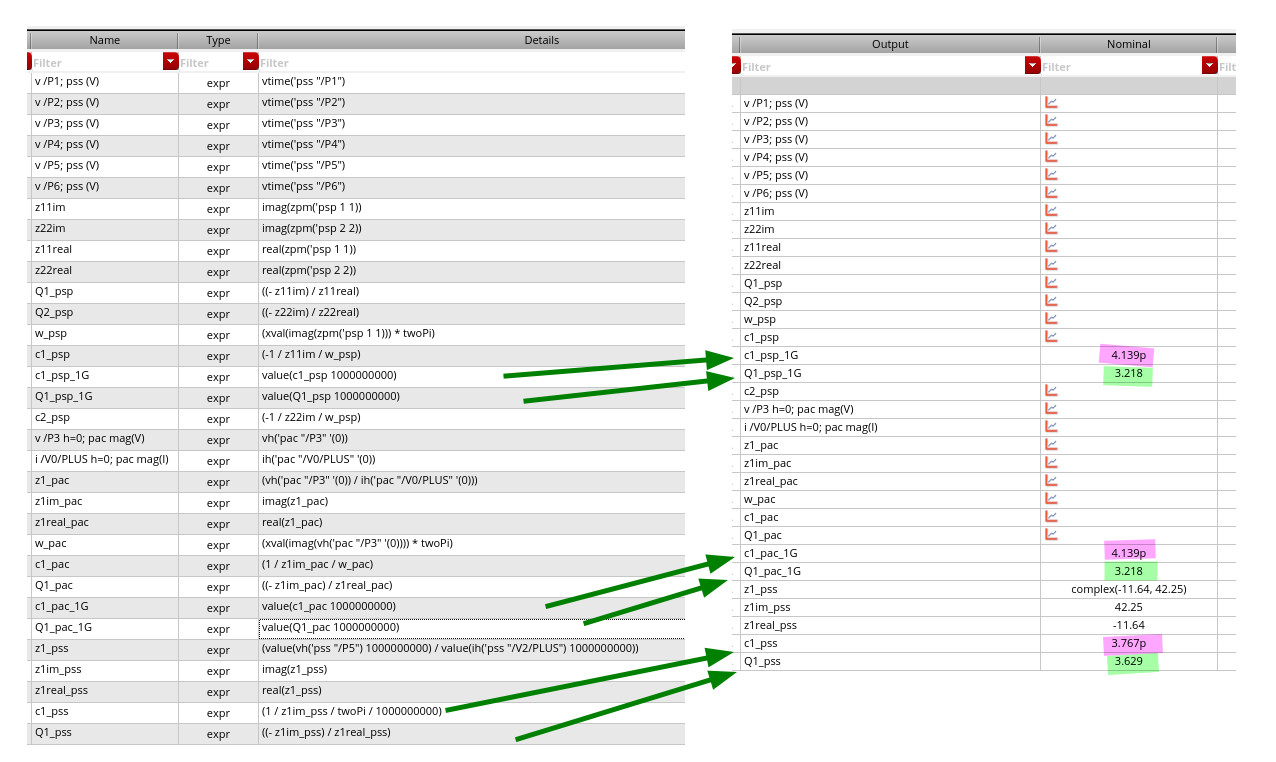 Name Type Details
Filter Filter Filter
v /P1; pss (V) expr vtime('pss "/P1")
v /P2; pss (V) expr vtime('pss "/P2")
v /P3; pss (V) expr vtime('pss "/P3")
v /P4; pss (V) expr vtime('pss "/P4")
v /P5; pss (V) expr vtime('pss "/P5")
v /P6; pss (V) expr vtime('pss "/P6")
z11im expr imag(zpm('psp 1 1))
z22im expr imag(zpm('psp 2 2))
z11real expr real(zpm('psp 1 1))
z22real expr real(zpm('psp 2 2))
Q1_psp expr ((- z11im) / z11real)
Q2_psp expr ((- z22im) / z22real)
w_psp expr (xval(imag(zpm('psp 1 1))) * twoPi)
c1_psp expr (-1 / z11im / w_psp)
c1_psp_1G expr value(c1_psp 1000000000)
Q1_psp_1G expr value(Q1_psp 1000000000)
c2_psp expr (-1 / z22im / w_psp)
v /P3 h=0; pac mag(V) expr vh('pac "/P3" '(0))
i /V0/PLUS h=0; pac mag(I) expr ih('pac "/V0/PLUS" '(0))
z1_pac expr (vh('pac "/P3" '(0)) / ih('pac "/V0/PLUS" '(0)))
z1im_pac expr imag(z1_pac)
z1real_pac expr real(z1_pac)
w_pac expr (xval(imag(vh('pac "/P3" '(0)))) * twoPi)
c1_pac expr (1 / z1im_pac / w_pac)
Q1_pac expr ((- z1im_pac) / z1real_pac)
c1_pac_1G expr value(c1_pac 1000000000)
Q1_pac_1G expr value(Q1_pac 1000000000)
z1_pss expr (value(vh('pss "/P5") 1000000000) / value(ih('pss "/V2/PLUS") 1000000000))
z1im_pss expr imag(z1_pss)
z1real_pss expr real(z1_pss)
c1_pss expr (1 / z1im_pss / twoPi / 1000000000)
Q1_pss expr ((- z1im_pss) / z1real_pss)
Output Nominal
Filter Filter Filt
v /P1; pss (V)
v /P2; pss (V)
v /P3; pss (V)
v /P4; pss (V)
v /P5; pss (V)
v /P6; pss (V)
z11im
z22im
z11real
z22real
Q1_psp
Q2_psp
w_psp
c1_psp
c1_psp_1G 4.139p
Q1_psp_1G 3.218
c2_psp
v /P3 h=0; pac mag(V)
i /V0/PLUS h=0; pac mag(I)
z1_pac
z1im_pac
z1real_pac
w_pac
c1_pac
Q1_pac
c1_pac_1G 4.139p
Q1_pac_1G 3.218
z1_pss complex(-11.64, 42.25)
z1im_pss 42.25
z1real_pss -11.64
c1_pss 3.767p
Q1_pss 3.629